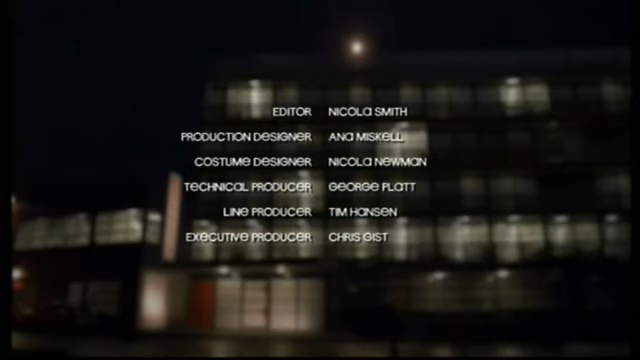 EDITOR NICOLA SMITH
PRODUCTION DESIGNER ANA MISKELL
COSTUME DESIGNER NICOLA NEWMAN
TECHNICAL PRODUCER GEORGE PLATT
LINE PRODUCER TIM HANSEN
EXECUTIVE PRODUCER CHRIS GIST